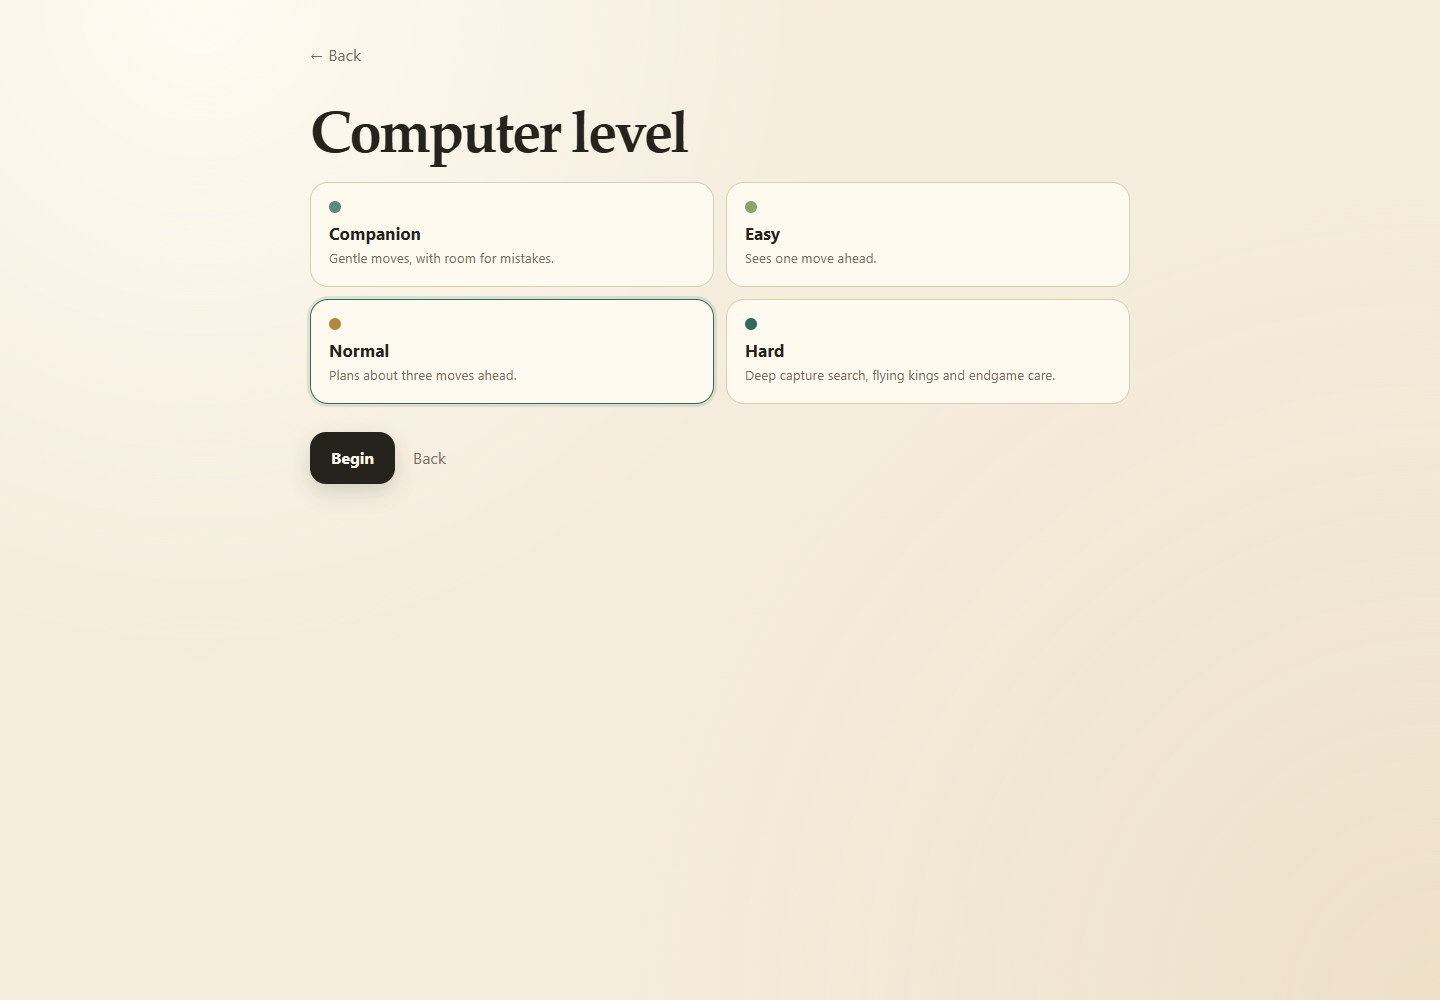 ← Back
Computer level
Companion
Gentle moves, with room for mistakes.
Easy
Sees one move ahead.
Normal
Plans about three moves ahead.
Hard
Deep capture search, flying kings and endgame care.
Begin
Back